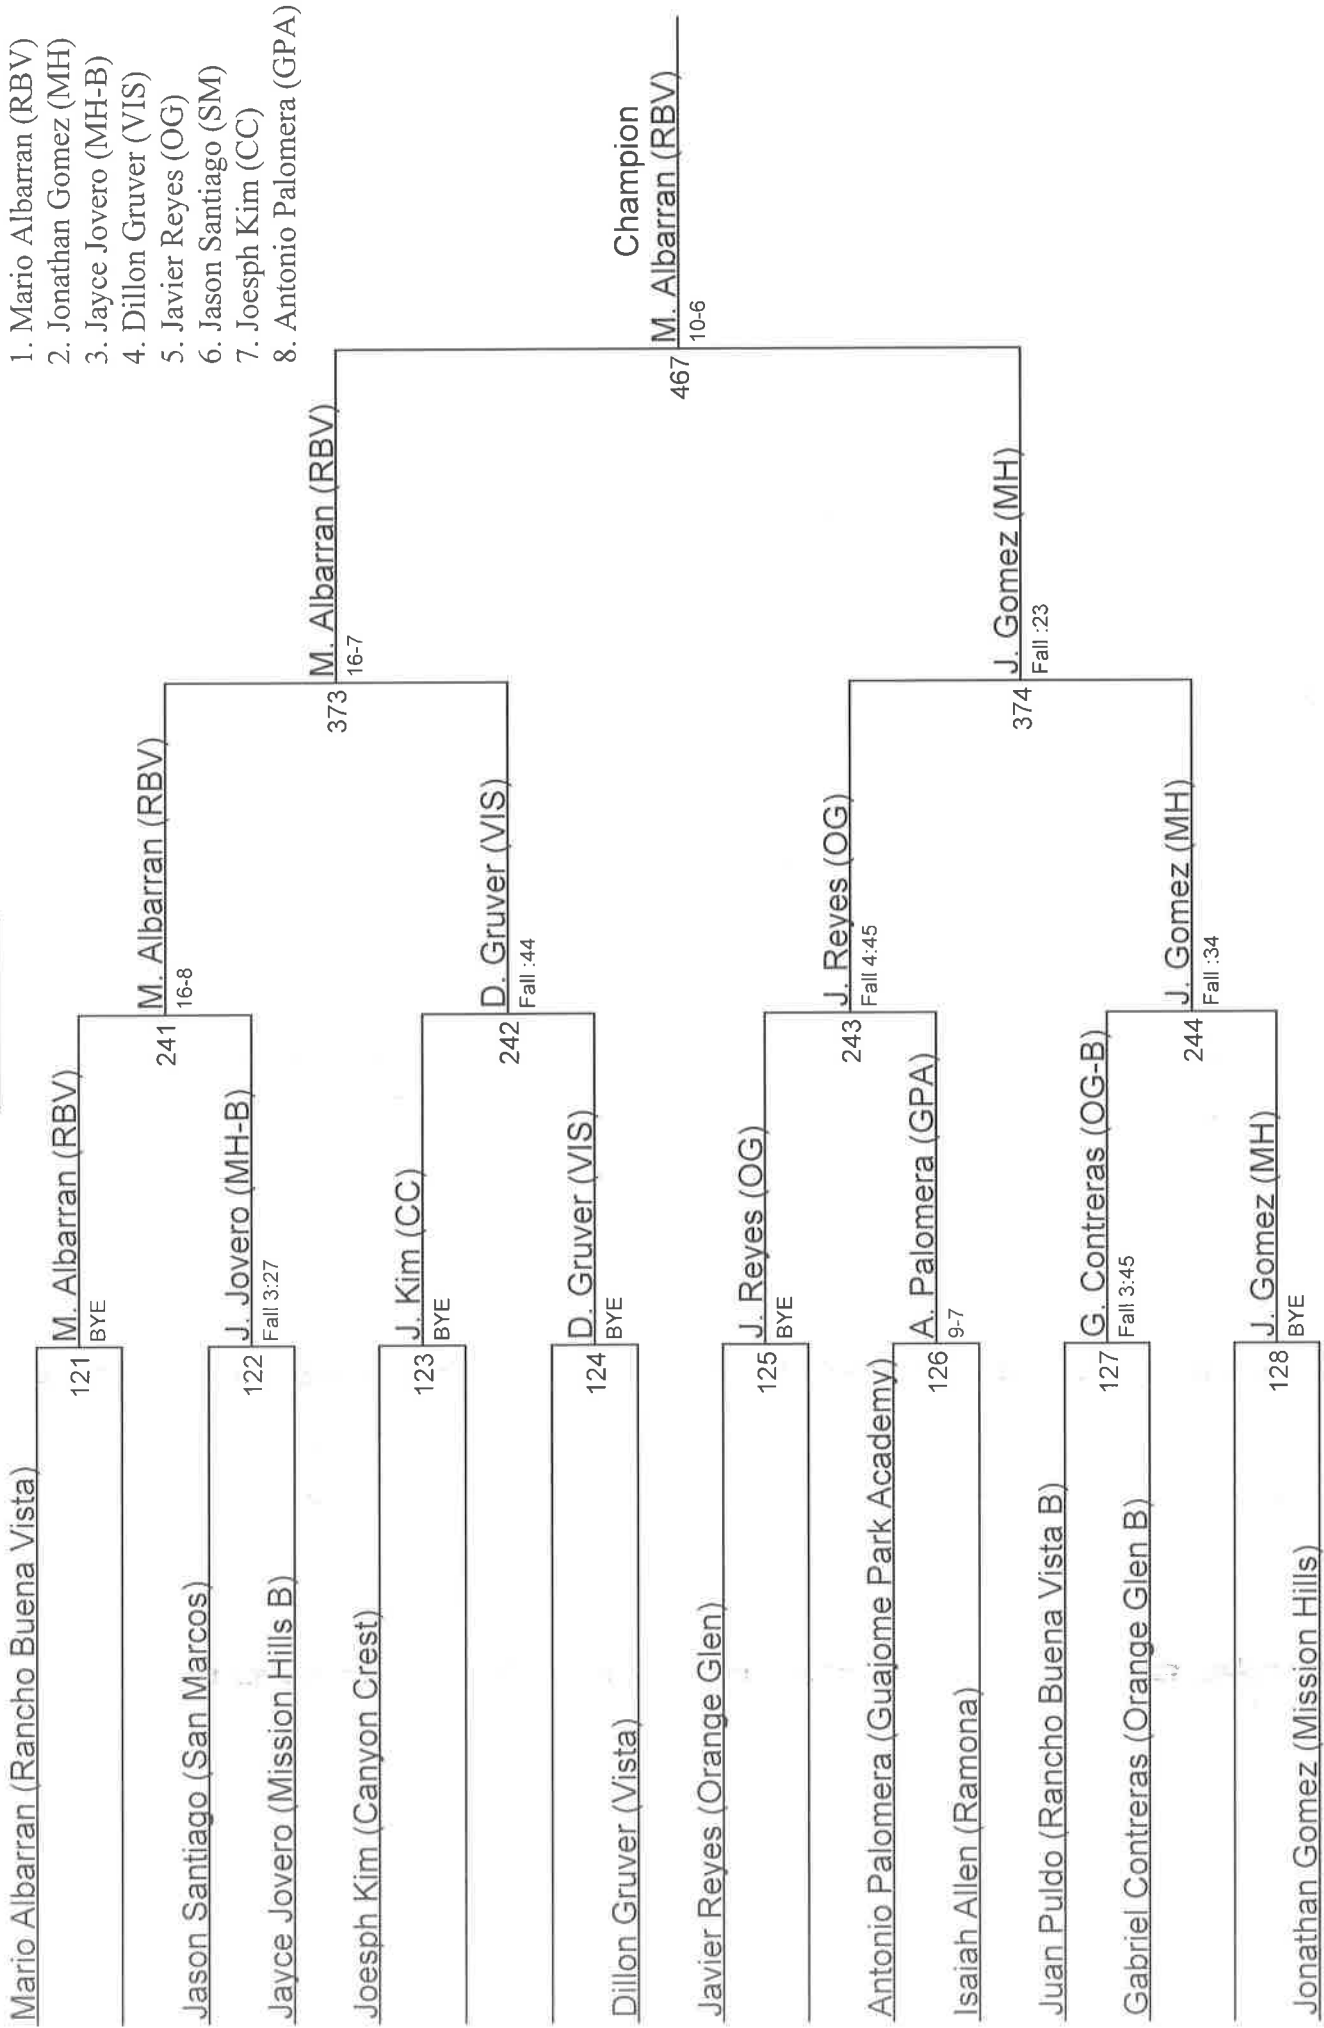 1. Mario Albarran (RBV)
2. Jonathan Gomez (MH)
3. Jayce Jovero (MH-B)
4. Dillon Gruver (VIS)
5. Javier Reyes (OG)
6. Jason Santiago (SM)
7. Joesph Kim (CC)
8. Antonio Palomera (GPA)
Mario Albarran (Rancho Buena Vista)
121
M. Albarran (RBV)
BYE
Jason Santiago (San Marcos)
122
Jayce Jovero (Mission Hills B)
J. Jovero (MH-B)
Fall 3:27
241
M. Albarran (RBV)
16-8
Joesph Kim (Canyon Crest)
123
J. Kim (CC)
BYE
124
Dillon Gruver (Vista)
D. Gruver (VIS)
BYE
242
D. Gruver (VIS)
Fall :44
373
M. Albarran (RBV)
16-7
Javier Reyes (Orange Glen)
125
J. Reyes (OG)
BYE
Antonio Palomera (Guajome Park Academy)
126
Isaiah Allen (Ramona)
A. Palomera (GPA)
9-7
243
J. Reyes (OG)
Fall 4:45
Juan Puldo (Rancho Buena Vista B)
127
Gabriel Contreras (Orange Glen B)
G. Contreras (OG-B)
Fall 3:45
128
Jonathan Gomez (Mission Hills)
J. Gomez (MH)
BYE
244
J. Gomez (MH)
Fall :34
374
J. Gomez (MH)
Fall :23
467
Champion
M. Albarran (RBV)
10-6